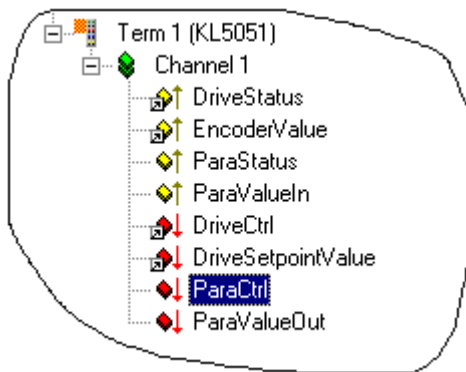 Term 1 (KL5051)
Channel 1
DriveStatus
EncoderValue
ParaStatus
ParaValueIn
DriveCtrl
DriveSetpointValue
ParaCtrl
ParaValueOut